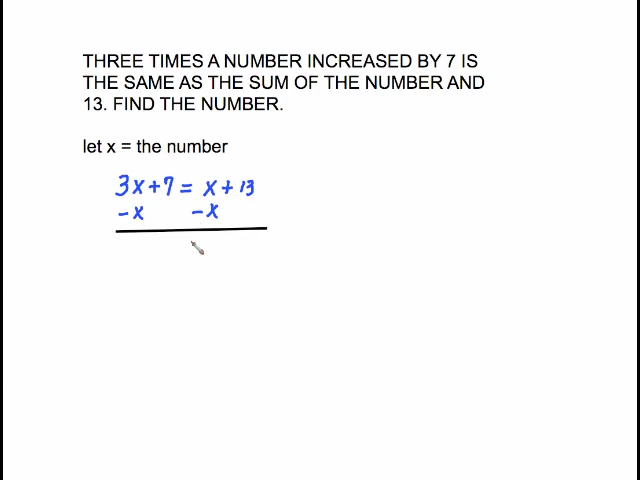 THREE TIMES A NUMBER INCREASED BY 7 IS
THE SAME AS THE SUM OF THE NUMBER AND
13. FIND THE NUMBER.
let x = the number
3x+7 = x+13
-x -x